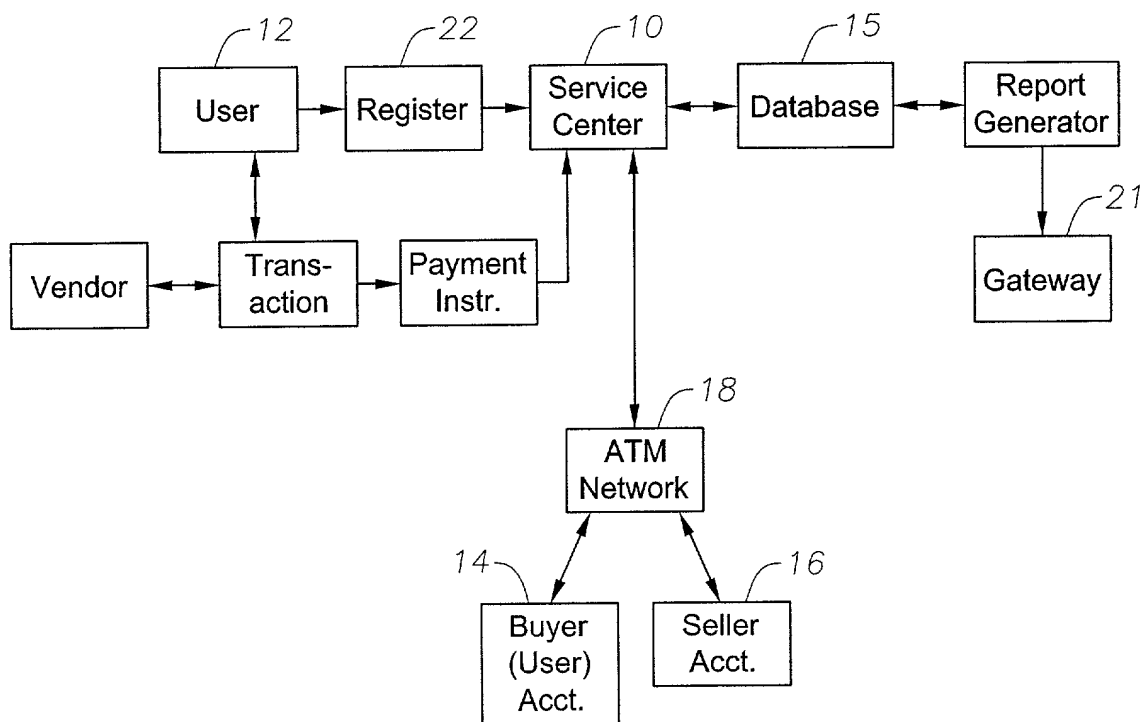 12
22
10
15
User
Register
Service
Center
Database
Report
Generator
21
Vendor
Trans-
action
Payment
Instr.
Gateway
18
ATM
Network
14
16
Buyer
(User)
Acct.
Seller
Acct.